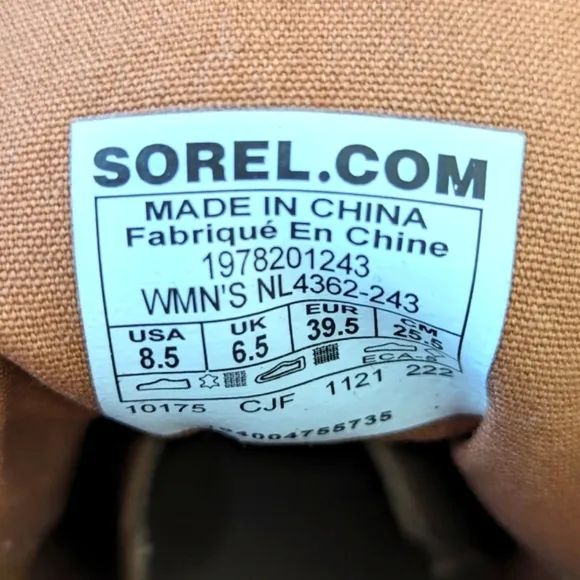 SOREL.COM
MADE IN CHINA
Fabriqué En Chine
1978201243
WMN'S NL4362-243
USA UK EUR CM
8.5 6.5 39.5 25.5
10175 CJF 1121 222